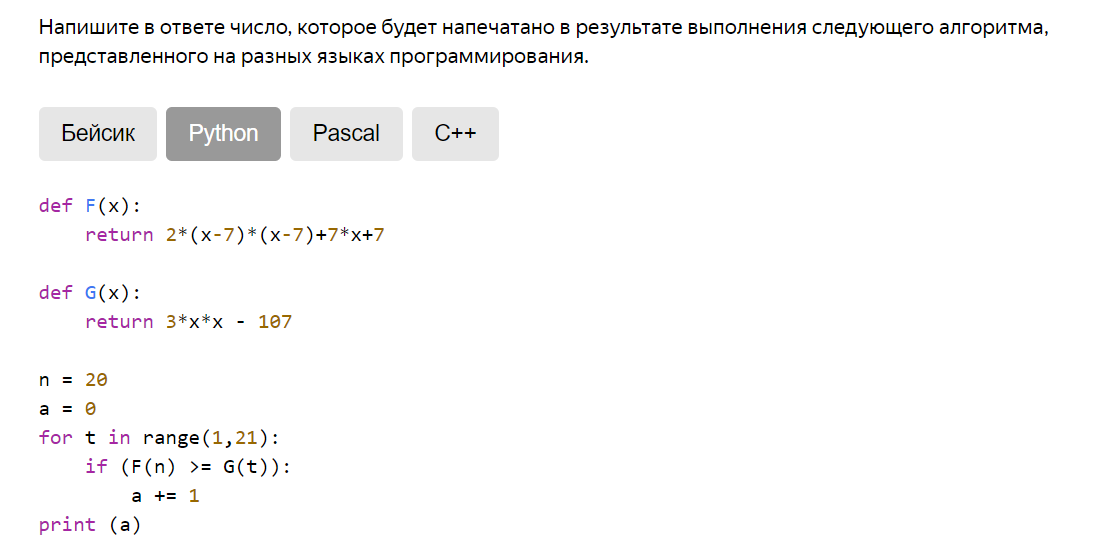 Напишите в ответе число, которое будет напечатано в результате выполнения следующего алгоритма,
представленного на разных языках программирования.
Бейсик Python Pascal C++
def F(x):
    return 2*(x-7)*(x-7)+7*x+7
def G(x):
    return 3*x*x - 107
n = 20
a = 0
for t in range(1,21):
    if (F(n) >= G(t)):
        a += 1
print (a)